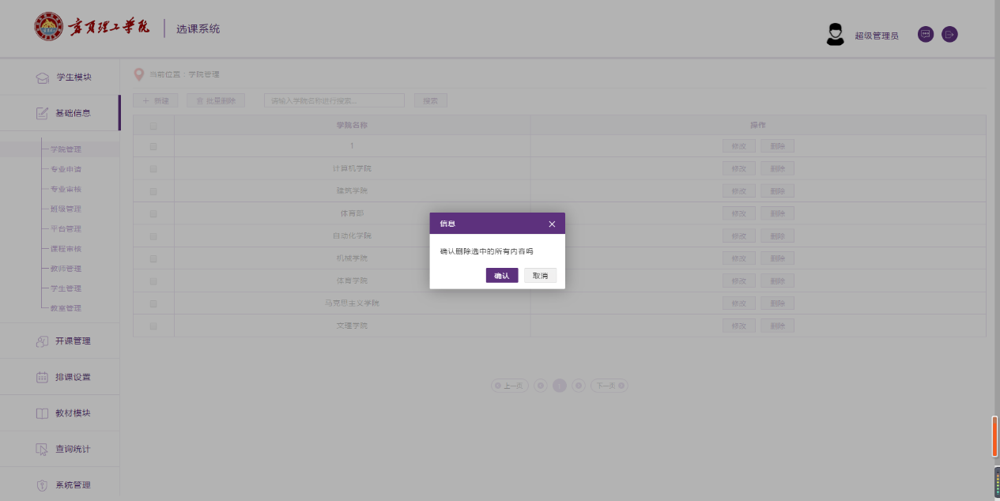 选课系统
超级管理员
学生模块
基础信息
学院管理
专业申请
专业审核
班级管理
平台管理
课程审核
教师管理
学生管理
教室管理
开课管理
排课设置
教材模块
查询统计
系统管理
当前位置：学院管理
新建
批量删除
请输入学院名称进行搜索...
搜索
学院名称 操作
1 修改 删除
计算机学院 修改 删除
建筑学院 修改 删除
体育部 修改 删除
自动化学院 修改 删除
机械学院 修改 删除
体育学院 修改 删除
马克思主义学院 修改 删除
文理学院 修改 删除
信息
确认删除选中的所有内容吗
确认 取消
上一页 下一页